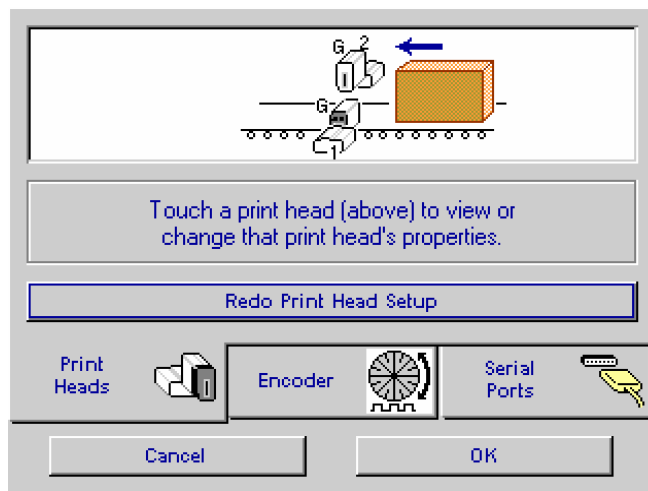 G 2
G
1
Touch a print head (above) to view or
change that print head's properties.
Redo Print Head Setup
Print
Heads
Encoder
Serial
Ports
Cancel
OK